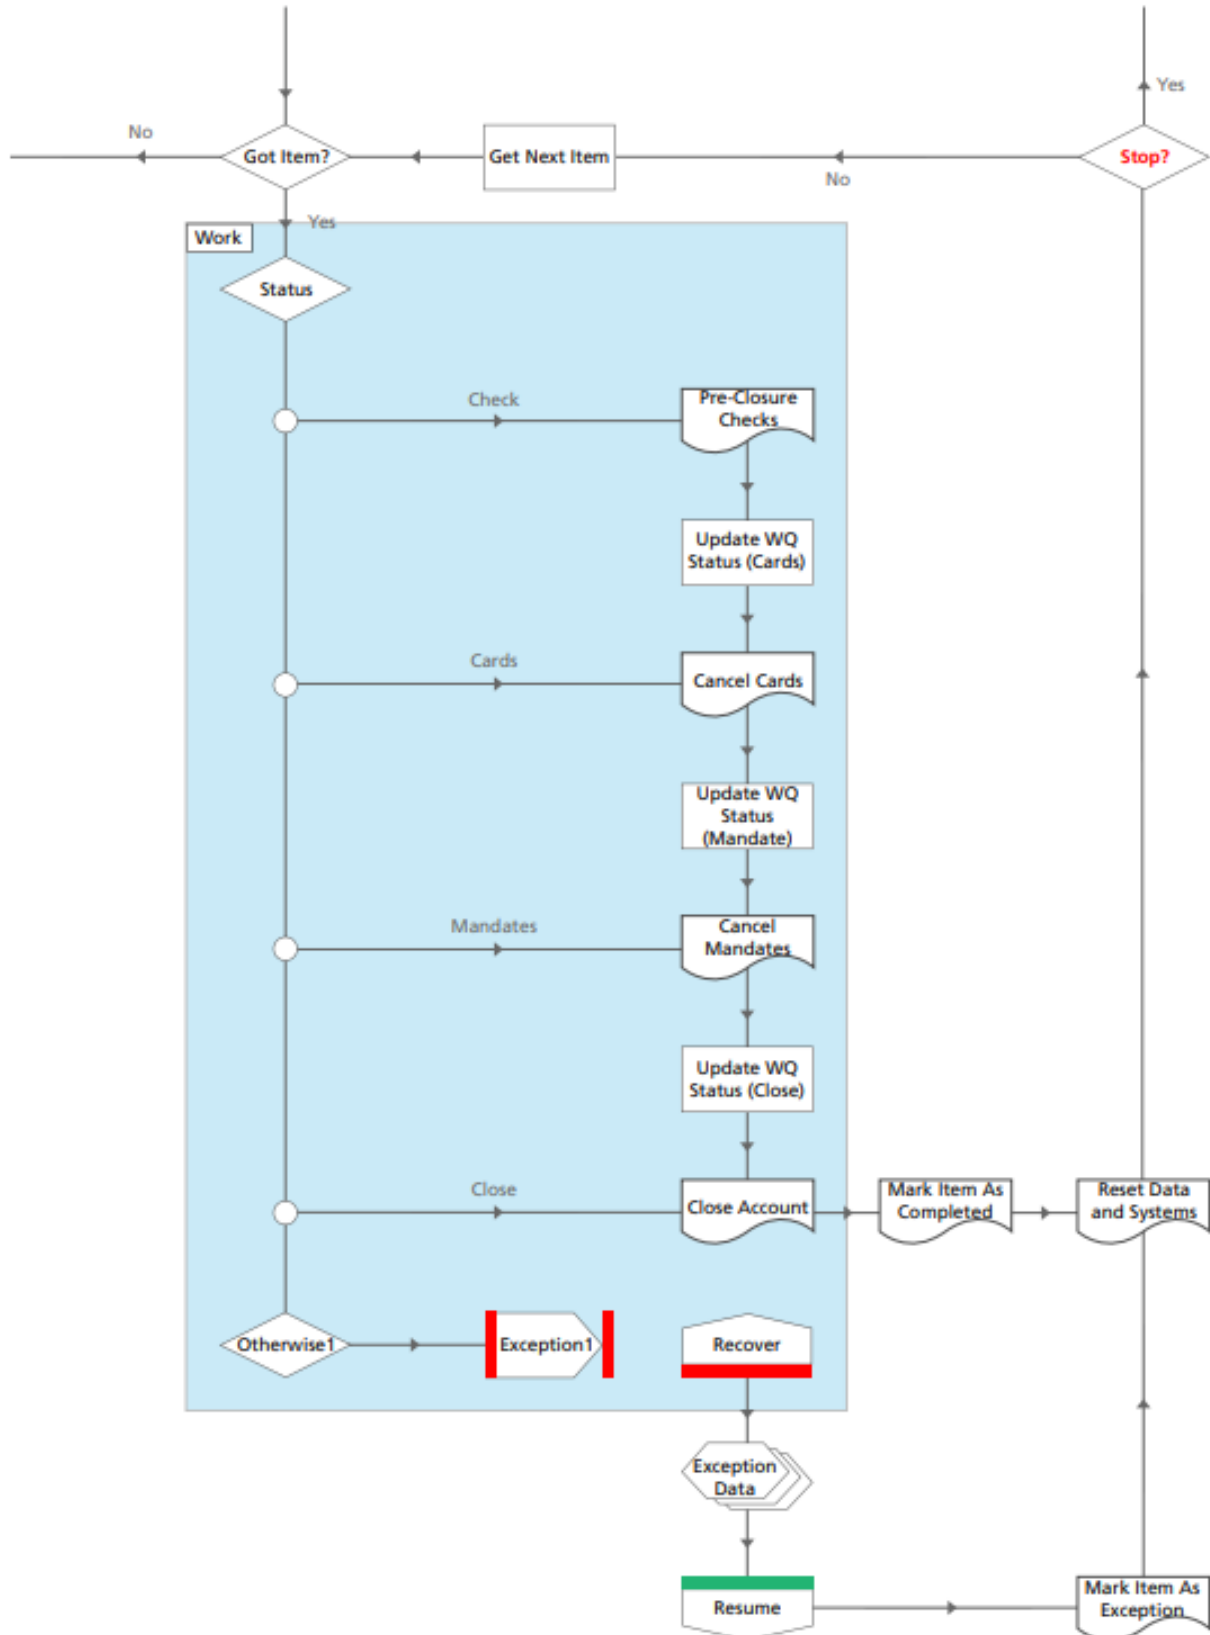 Yes
No
Got Item?
Get Next Item
No
Stop?
Yes
Work
Status
Check
Pre-Closure
Checks
Update WQ
Status (Cards)
Cards
Cancel Cards
Update WQ
Status
(Mandate)
Mandates
Cancel
Mandates
Update WQ
Status (Close)
Close
Close Account
Mark Item As
Completed
Reset Data
and Systems
Otherwise1
Exception1
Recover
Exception
Data
Resume
Mark Item As
Exception